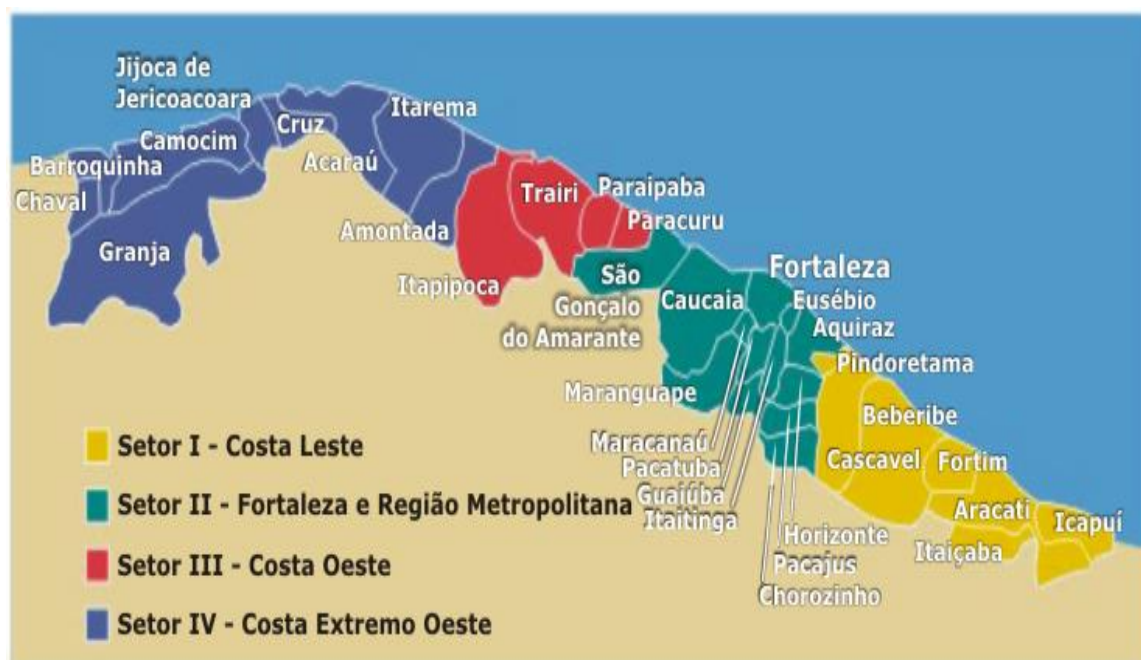 Jijoca de
Jericoacoara
Cruz
Itarema
Camocim
Barroquinha
Acaraú
Chaval
Granja
Amontada
Itapipoca
Trairi
Paraipaba
Paracuru
São
Gonçalo
do Amarante
Caucaia
Fortaleza
Eusébio
Aquiraz
Pindoretama
Maranguape
Maracanaú
Pacatuba
Guaiúba
Itaitinga
Horizonte
Pacajus
Chorozinho
Beberibe
Cascavel
Fortim
Aracati
Icapuí
Itaiçaba
Setor I - Costa Leste
Setor II - Fortaleza e Região Metropolitana
Setor III - Costa Oeste
Setor IV - Costa Extremo Oeste